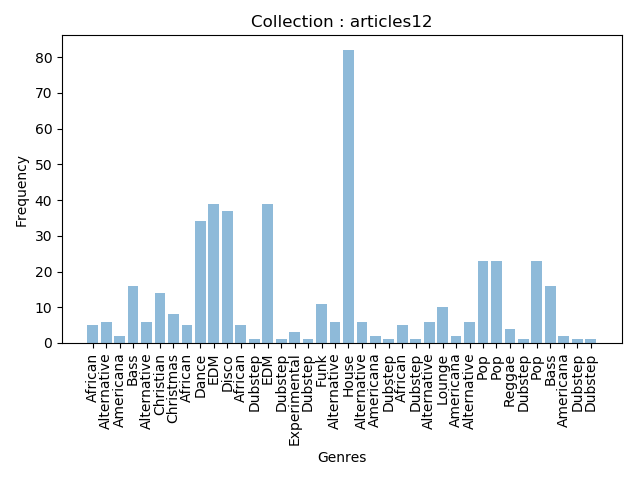 Collection : articles12
Frequency
80
70
60
50
40
30
20
10
0
African
Alternative
Americana
Bass
Alternative
Christian
Christmas
African
Dance
EDM
Disco
African
Dubstep
EDM
Dubstep
Experimental
Dubstep
Funk
Alternative
House
Alternative
Americana
Dubstep
African
Dubstep
Alternative
Lounge
Americana
Alternative
Pop
Pop
Reggae
Dubstep
Pop
Bass
Americana
Dubstep
Dubstep
Genres